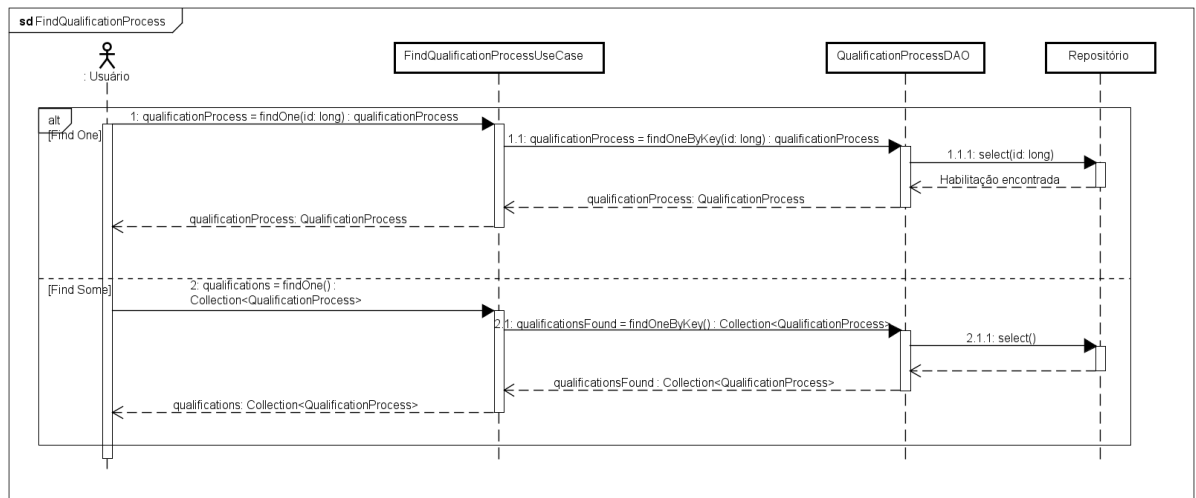 sd FindQualificationProcess
: Usuário
FindQualificationProcessUseCase
QualificationProcessDAO
Repositório
alt
[Find One]
1: qualificationProcess = findOne(id: long) : qualificationProcess
1.1: qualificationProcess = findOneByKey(id: long) : qualificationProcess
1.1.1: select(id: long)
Habilitação encontrada
qualificationProcess: QualificationProcess
qualificationProcess: QualificationProcess
[Find Some]
2: qualifications = findOne() :
Collection<QualificationProcess>
2.1: qualificationsFound = findOneByKey() : Collection<QualificationProcess>
2.1.1: select()
qualificationsFound : Collection<QualificationProcess>
qualifications: Collection<QualificationProcess>